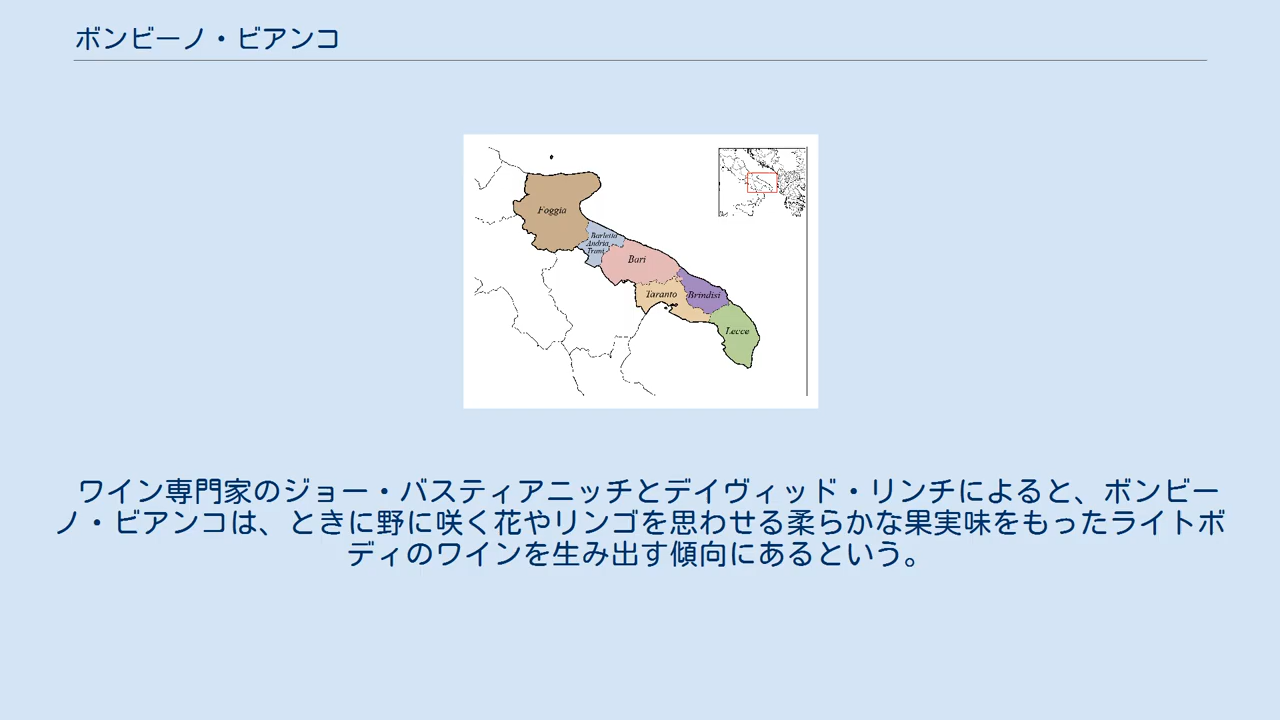 ボンビーノ・ビアンコ
Foggia
Barletta
Andria
Trani
Bari
Taranto
Brindisi
Lecce
ワイン専門家のジョー・バスティアニッチとデイヴィッド・リンチによると、ボンビー
ノ・ビアンコは、ときに野に咲く花やリンゴを思わせる柔らかな果実味をもったライトボ
ディのワインを生み出す傾向にあるという。